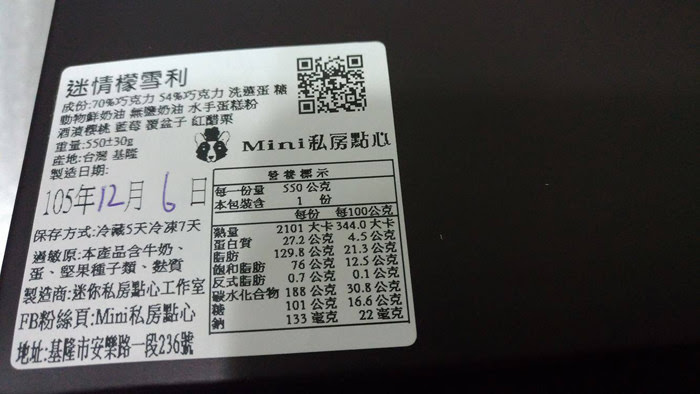 迷情檬雪利
成份:70%巧克力 54%巧克力 洗選蛋 糖
動物鮮奶油 無鹽奶油 水手蛋糕粉
酒漬櫻桃 藍莓 覆盆子 紅醋栗
重量:550±30g
產地:台灣 基隆
製造日期:
105年12月6日
保存方式:冷藏5天冷凍7天
過敏原:本產品含牛奶、
蛋、堅果種子類、麩質
製造商:迷你私房點心工作室
FB粉絲頁:Mini私房點心
地址:基隆市安樂路一段236號
Mini私房點心
營養標示
每一份量 550 公克
本包裝含 1 份
每份 每100公克
熱量 2101 大卡 344.0 大卡
蛋白質 27.2 公克 4.5 公克
脂肪 129.8 公克 21.3 公克
飽和脂肪 76 公克 12.5 公克
反式脂肪 0.7 公克 0.1 公克
碳水化合物 188 公克 30.8 公克
糖 101 公克 16.6 公克
鈉 133 毫克 22 毫克